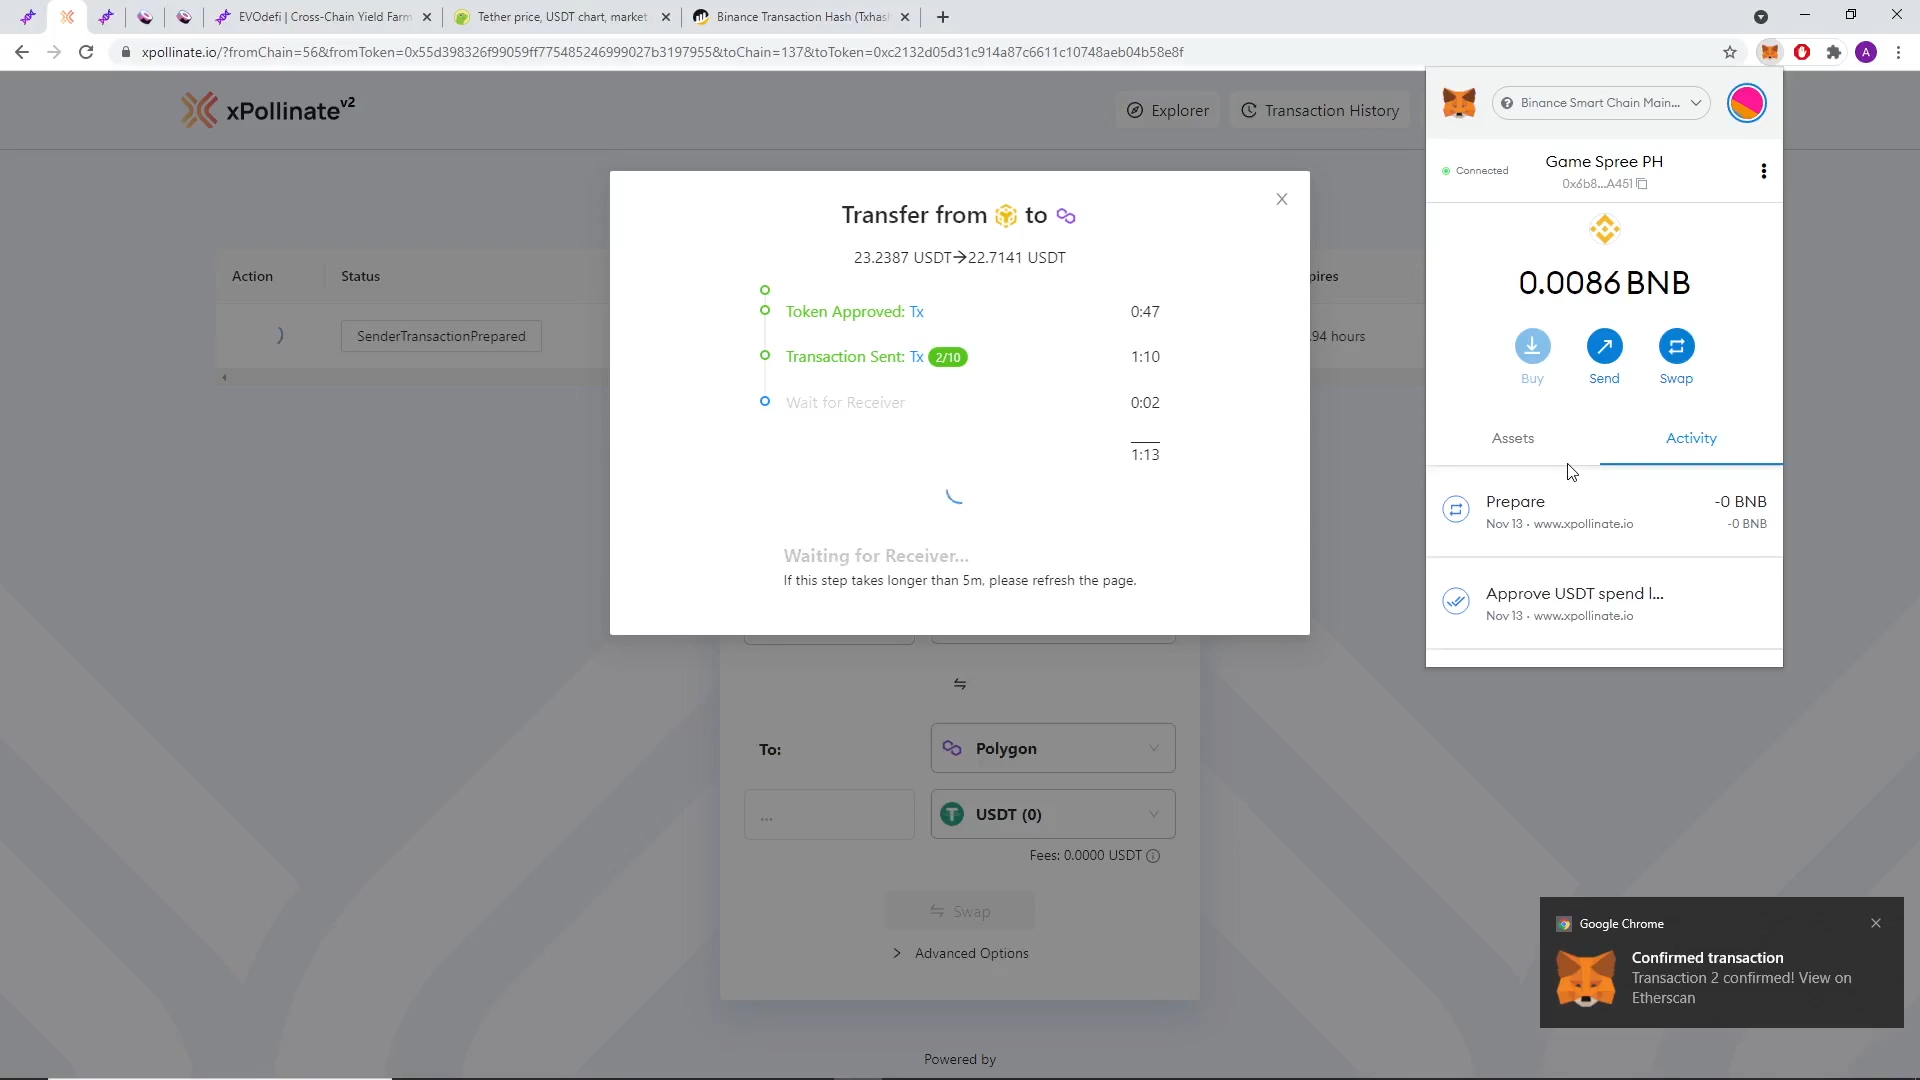 EVOdefi | Cross-Chain Yield Farm
Tether price, USDT chart, market
Binance Transaction Hash (Txhas
xpollinate.io/?fromChain=56&fromToken=0x55d398326f99059ff775485246999027b3197955&toChain=137&toToken=0xc2132d05d31c914a87c6611c10748aeb04b58e8f
A
xPollinate v2
Explorer
Transaction History
Action
Status
pires
SenderTransactionPrepared
.94 hours
Transfer from to
23.2387 USDT→22.7141 USDT
Token Approved: Tx 0:47
Transaction Sent: Tx 2/10 1:10
Wait for Receiver 0:02
1:13
Waiting for Receiver...
If this step takes longer than 5m, please refresh the page.
To:
Polygon
...
USDT (0)
Fees: 0.0000 USDT
Swap
Advanced Options
Powered by
Binance Smart Chain Main...
Connected
Game Spree PH
0x6b8...A451
0.0086 BNB
Buy
Send
Swap
Assets
Activity
Prepare -0 BNB
Nov 13 · www.xpollinate.io -0 BNB
Approve USDT spend l...
Nov 13 · www.xpollinate.io
Google Chrome
Confirmed transaction
Transaction 2 confirmed! View on
Etherscan